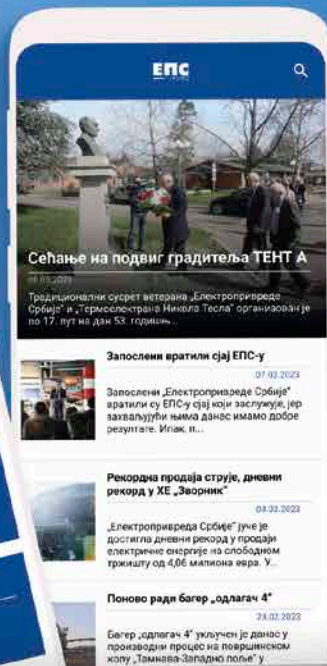 ЕПС
Сећање на подвиг градитеља ТЕНТ А
Традиционални сусрет ветерана „Електропривреде
Србије“ и „Термоелектрана Никола Тесла“ организован је
по 17. пут на дан 53. годишњ...
Запослени вратили сјај ЕПС-у
07.02.2023
Запослени „Електропривреде Србије“
вратили су ЕПС-у сјај који заслужује, јер
захваљујући њима данас имамо добре
резултате. Ипак, п...
Рекордна продаја струје, дневни
рекорд у ХЕ „Зворник“
03.02.2023
„Електропривреда Србије“ јуче је
достигла дневни рекорд у продаји
електричне енергије на слободном
тржишту од 4,06 милиона евра. У...
Поново ради багер „одлагач 4“
23.02.2023
Багер „одлагач 4“ укључен је данас у
производни процес на површинском
копу „Тамнава-Западно поље“ у